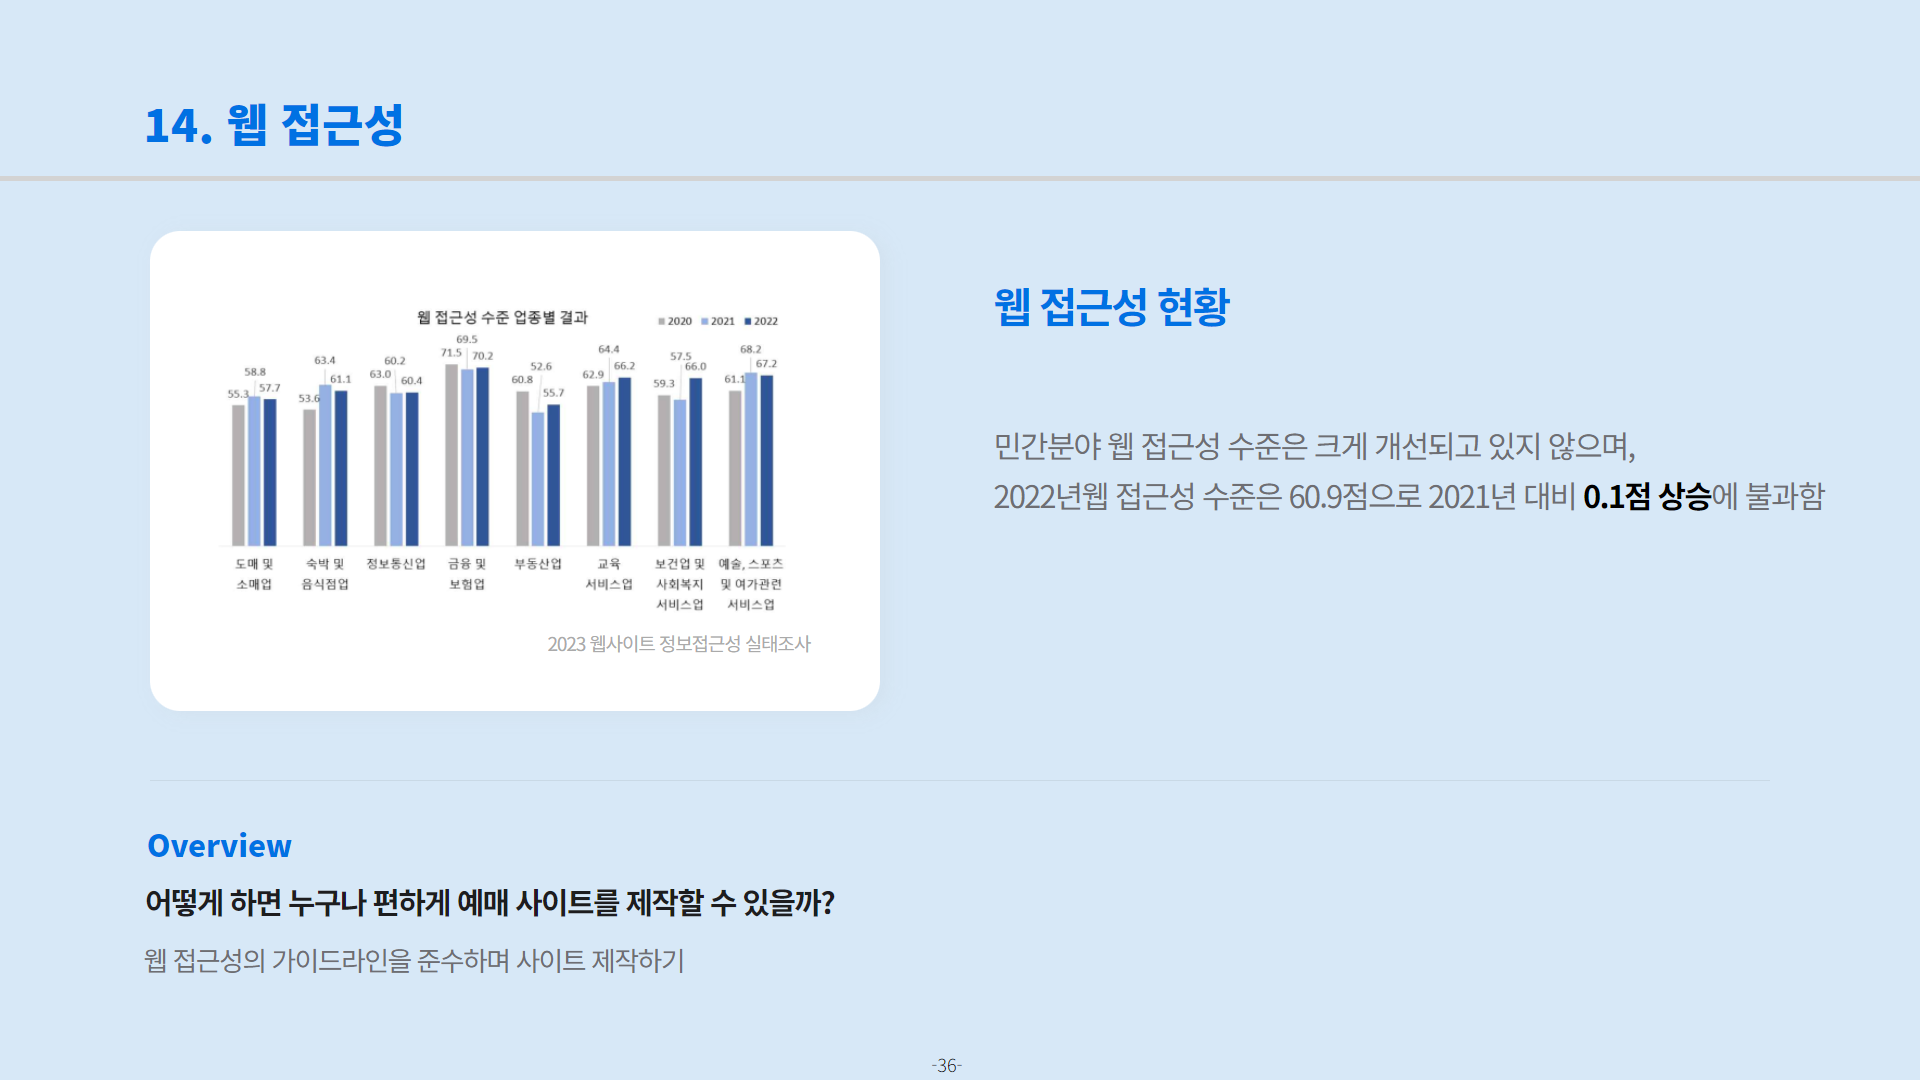 14. 웹 접근성
웹 접근성 수준 업종별 결과
2020 2021 2022
55.3 58.8 57.7
53.6 63.4 61.1
63.0 60.2 60.4
71.5 69.5 70.2
60.8 52.6 55.7
62.9 64.4 66.2
59.3 57.5 66.0
61.1 68.2 67.2
도매 및
소매업
숙박 및
음식점업
정보통신업
금융 및
보험업
부동산업
교육
서비스업
보건업 및
사회복지
서비스업
예술, 스포츠
및 여가관련
서비스업
2023 웹사이트 정보접근성 실태조사
웹 접근성 현황
민간분야 웹 접근성 수준은 크게 개선되고 있지 않으며,
2022년웹 접근성 수준은 60.9점으로 2021년 대비 0.1점 상승에 불과함
Overview
어떻게 하면 누구나 편하게 예매 사이트를 제작할 수 있을까?
웹 접근성의 가이드라인을 준수하며 사이트 제작하기
-36-